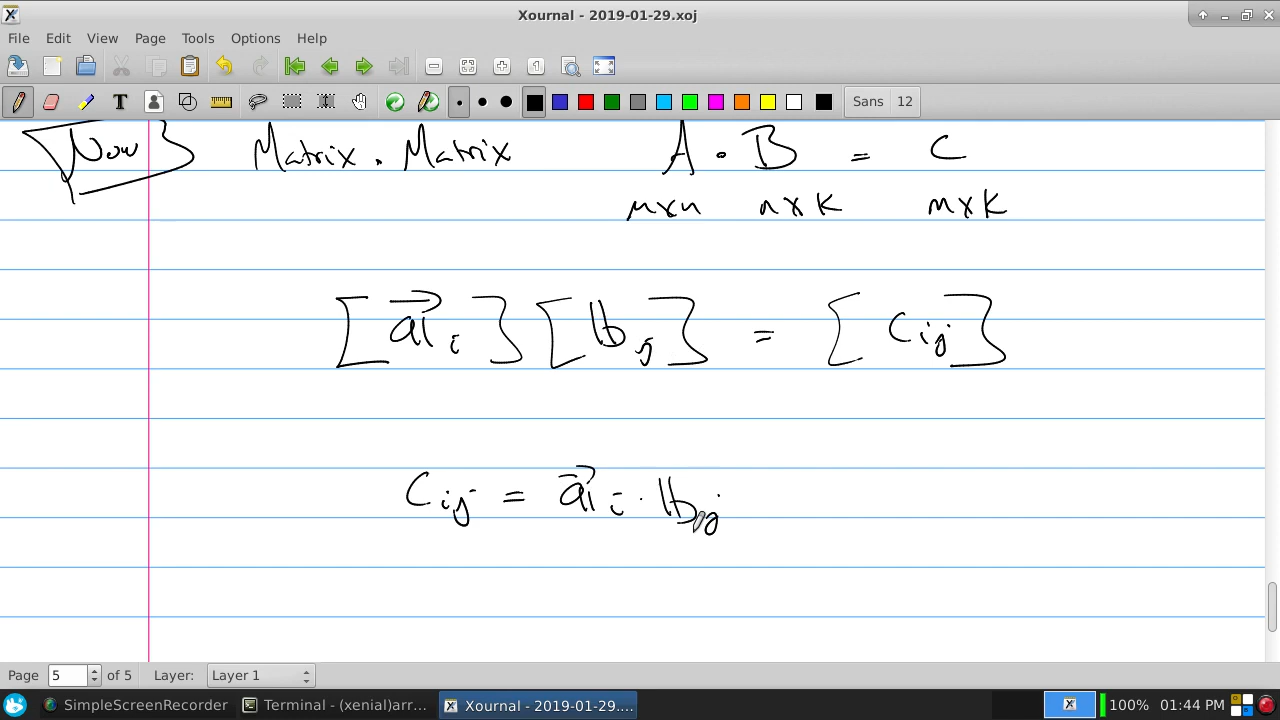 Xournal - 2019-01-29.xoj
File Edit View Page Tools Options Help
Sans 12
Now Matrix · Matrix A · B = C
m×n n×k m×k
[a⃗ᵢ] [bⱼ] = [cᵢⱼ]
cᵢⱼ = a⃗ᵢ · bⱼ
Page 5 of 5 Layer: Layer 1
SimpleScreenRecorder Terminal - (xenial)arr... Xournal - 2019-01-29.... 100% 01:44 PM